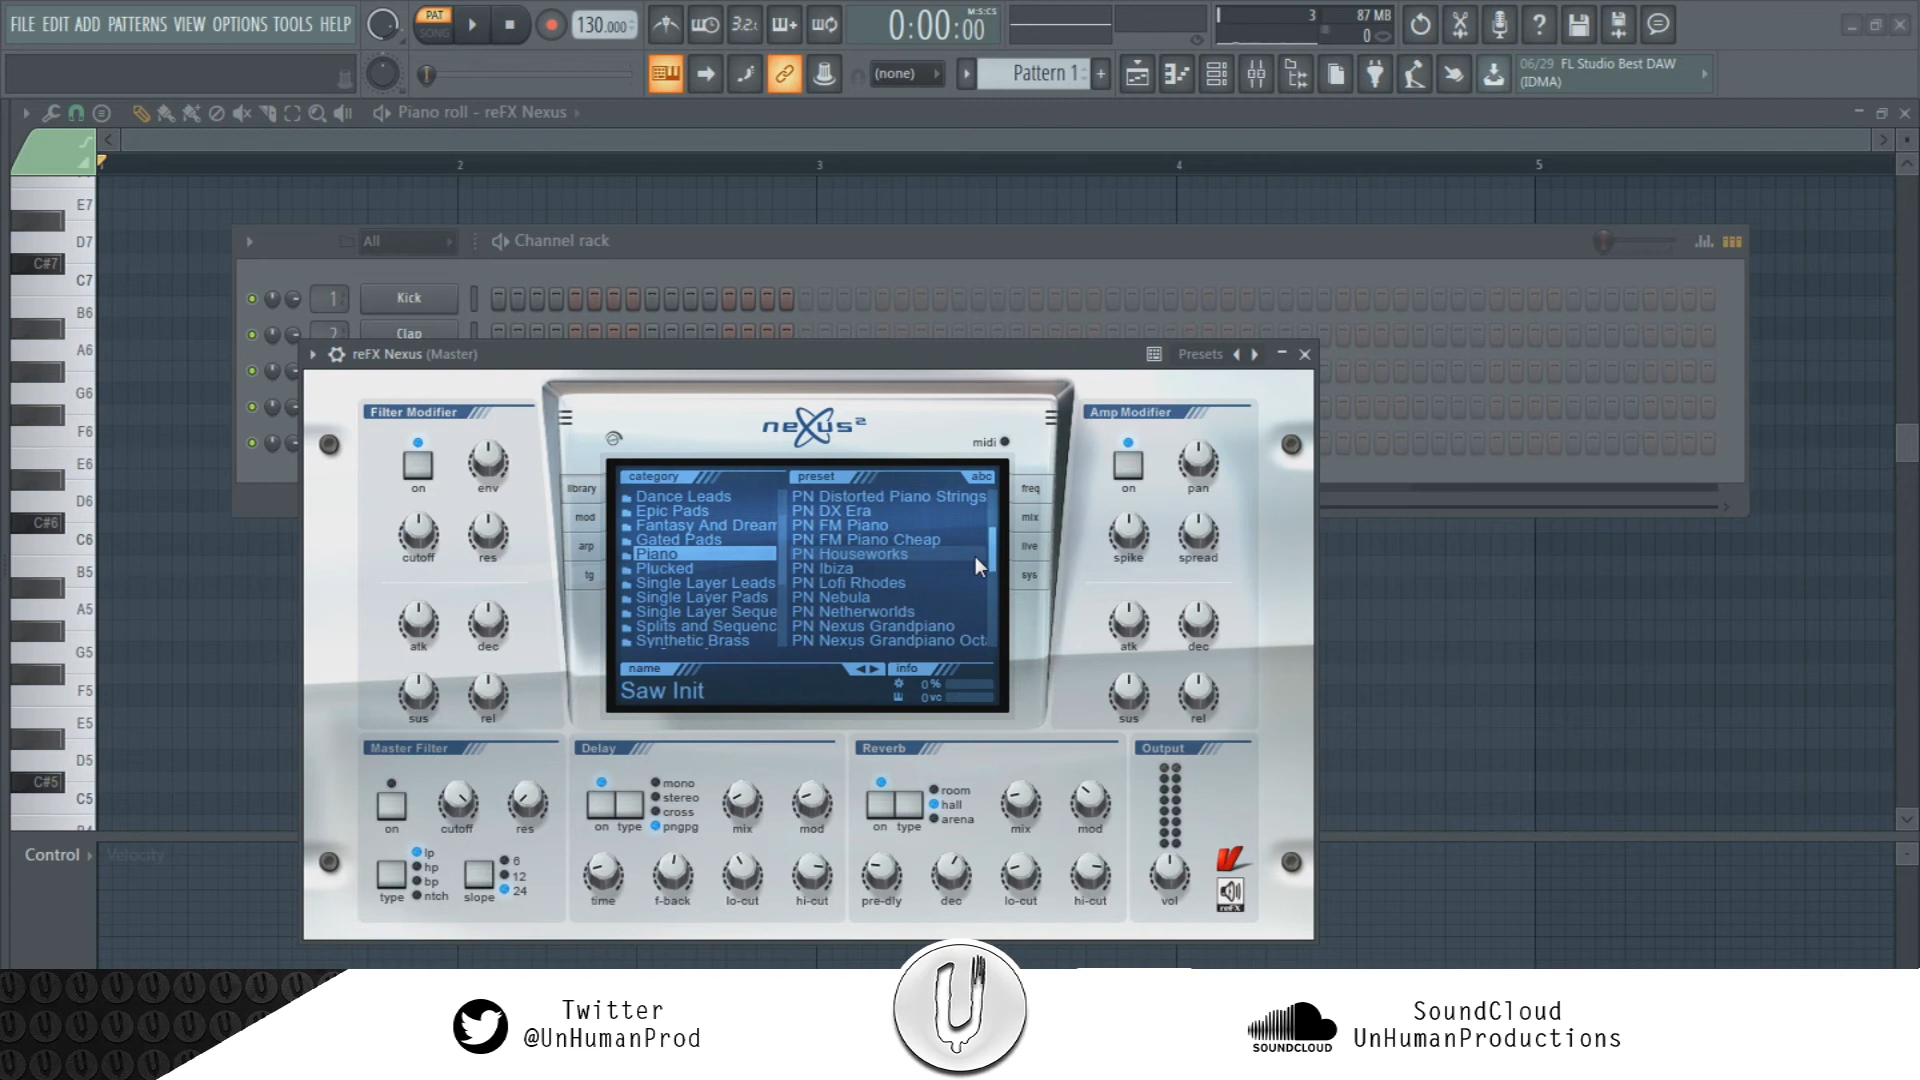 FILE EDIT ADD PATTERNS VIEW OPTIONS TOOLS HELP
PAT
SONG
130.000
3.2:
0:00:00
M:S:CS
3
87 MB
0
(none)
Pattern 1
+
06/29 FL Studio Best DAW
(IDMA)
Piano roll - reFX Nexus
2
3
4
5
E7
D7
C#7
C7
B6
A6
G6
F6
E6
D6
C#6
C6
B5
A5
G5
F5
E5
D5
C#5
C5
All
Channel rack
1
Kick
2
Clap
reFX Nexus (Master)
Presets
Filter Modifier
on
env
cutoff
res
atk
dec
sus
rel
nexus2
midi
library
mod
arp
tg
freq
mix
live
sys
category
preset
abc
Dance Leads
Epic Pads
Fantasy And Dream
Gated Pads
Piano
Plucked
Single Layer Leads
Single Layer Pads
Single Layer Seque
Splits and Sequenc
Synthetic Brass
PN Distorted Piano Strings
PN DX Era
PN FM Piano
PN FM Piano Cheap
PN Houseworks
PN Ibiza
PN Lofi Rhodes
PN Nebula
PN Netherworlds
PN Nexus Grandpiano
PN Nexus Grandpiano Oct
name
info
Saw Init
0 %
0 vc
Amp Modifier
on
pan
spike
spread
atk
dec
sus
rel
Master Filter
on
cutoff
res
type
lp
hp
bp
ntch
slope
6
12
24
Delay
on type
mono
stereo
cross
pngpg
mix
mod
time
f-back
lo-cut
hi-cut
Reverb
on type
room
hall
arena
mix
mod
pre-dly
dec
lo-cut
hi-cut
Output
vol
reFX
Control
Velocity
Twitter
@UnHumanProd
SOUNDCLOUD
SoundCloud
UnHumanProductions